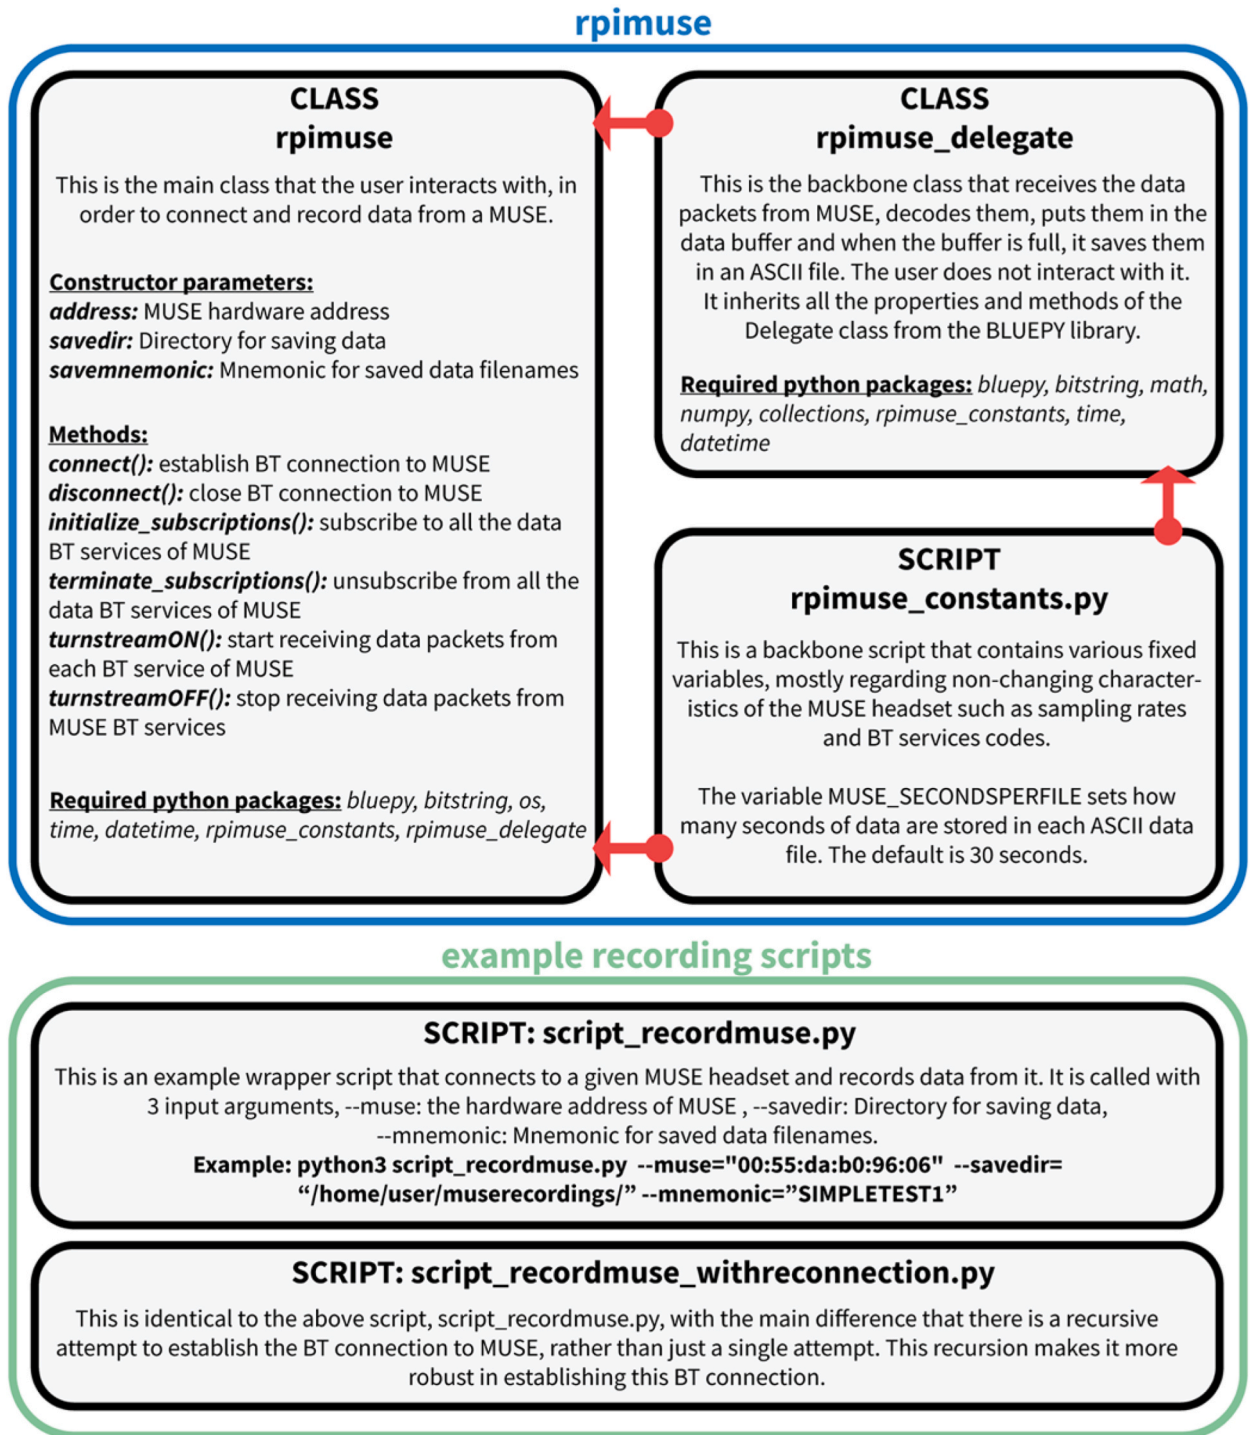 rpimuse
CLASS
rpimuse
This is the main class that the user interacts with, in
order to connect and record data from a MUSE.
Constructor parameters:
address: MUSE hardware address
savedir: Directory for saving data
savemnemonic: Mnemonic for saved data filenames
Methods:
connect(): establish BT connection to MUSE
disconnect(): close BT connection to MUSE
initialize_subscriptions(): subscribe to all the data
BT services of MUSE
terminate_subscriptions(): unsubscribe from all the
data BT services of MUSE
turnstreamON(): start receiving data packets from
each BT service of MUSE
turnstreamOFF(): stop receiving data packets from
MUSE BT services
Required python packages: bluepy, bitstring, os,
time, datetime, rpimuse_constants, rpimuse_delegate
CLASS
rpimuse_delegate
This is the backbone class that receives the data
packets from MUSE, decodes them, puts them in the
data buffer and when the buffer is full, it saves them
in an ASCII file. The user does not interact with it.
It inherits all the properties and methods of the
Delegate class from the BLUEPY library.
Required python packages: bluepy, bitstring, math,
numpy, collections, rpimuse_constants, time,
datetime
SCRIPT
rpimuse_constants.py
This is a backbone script that contains various fixed
variables, mostly regarding non-changing character-
istics of the MUSE headset such as sampling rates
and BT services codes.
The variable MUSE_SECONDSPERFILE sets how
many seconds of data are stored in each ASCII data
file. The default is 30 seconds.
example recording scripts
SCRIPT: script_recordmuse.py
This is an example wrapper script that connects to a given MUSE headset and records data from it. It is called with
3 input arguments, --muse: the hardware address of MUSE , --savedir: Directory for saving data,
--mnemonic: Mnemonic for saved data filenames.
Example: python3 script_recordmuse.py --muse="00:55:da:b0:96:06" --savedir=
“/home/user/muserecordings/” --mnemonic=”SIMPLETEST1”
SCRIPT: script_recordmuse_withreconnection.py
This is identical to the above script, script_recordmuse.py, with the main difference that there is a recursive
attempt to establish the BT connection to MUSE, rather than just a single attempt. This recursion makes it more
robust in establishing this BT connection.